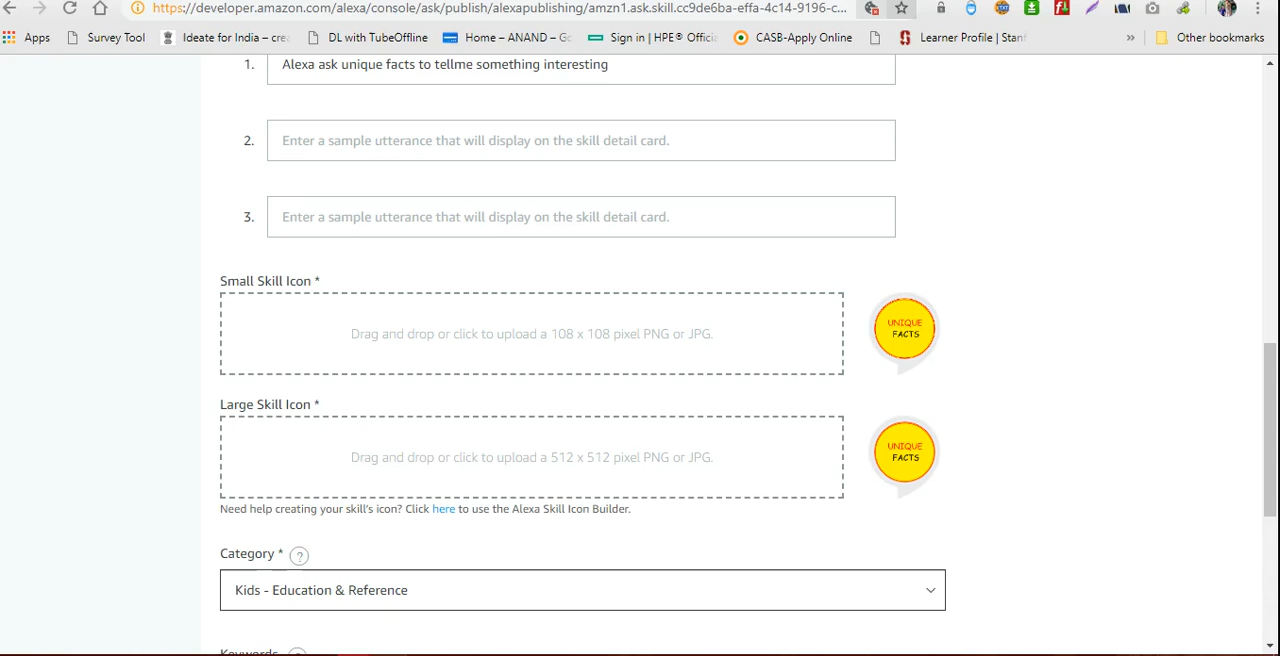 https://developer.amazon.com/alexa/console/ask/publish/alexapublishing/amzn1.ask.skill.cc9de6ba-effa-4c14-9196-c...
Apps Survey Tool Ideate for India – crea DL with TubeOffline Home – ANAND – Go Sign in | HPE® Offici CASB-Apply Online Learner Profile | Stanf » Other bookmarks
1. Alexa ask unique facts to tellme something interesting
2. Enter a sample utterance that will display on the skill detail card.
3. Enter a sample utterance that will display on the skill detail card.
Small Skill Icon *
Drag and drop or click to upload a 108 x 108 pixel PNG or JPG.
UNIQUE
FACTS
Large Skill Icon *
Drag and drop or click to upload a 512 x 512 pixel PNG or JPG.
UNIQUE
FACTS
Need help creating your skill's icon? Click here to use the Alexa Skill Icon Builder.
Category * ?
Kids - Education & Reference
Keywords